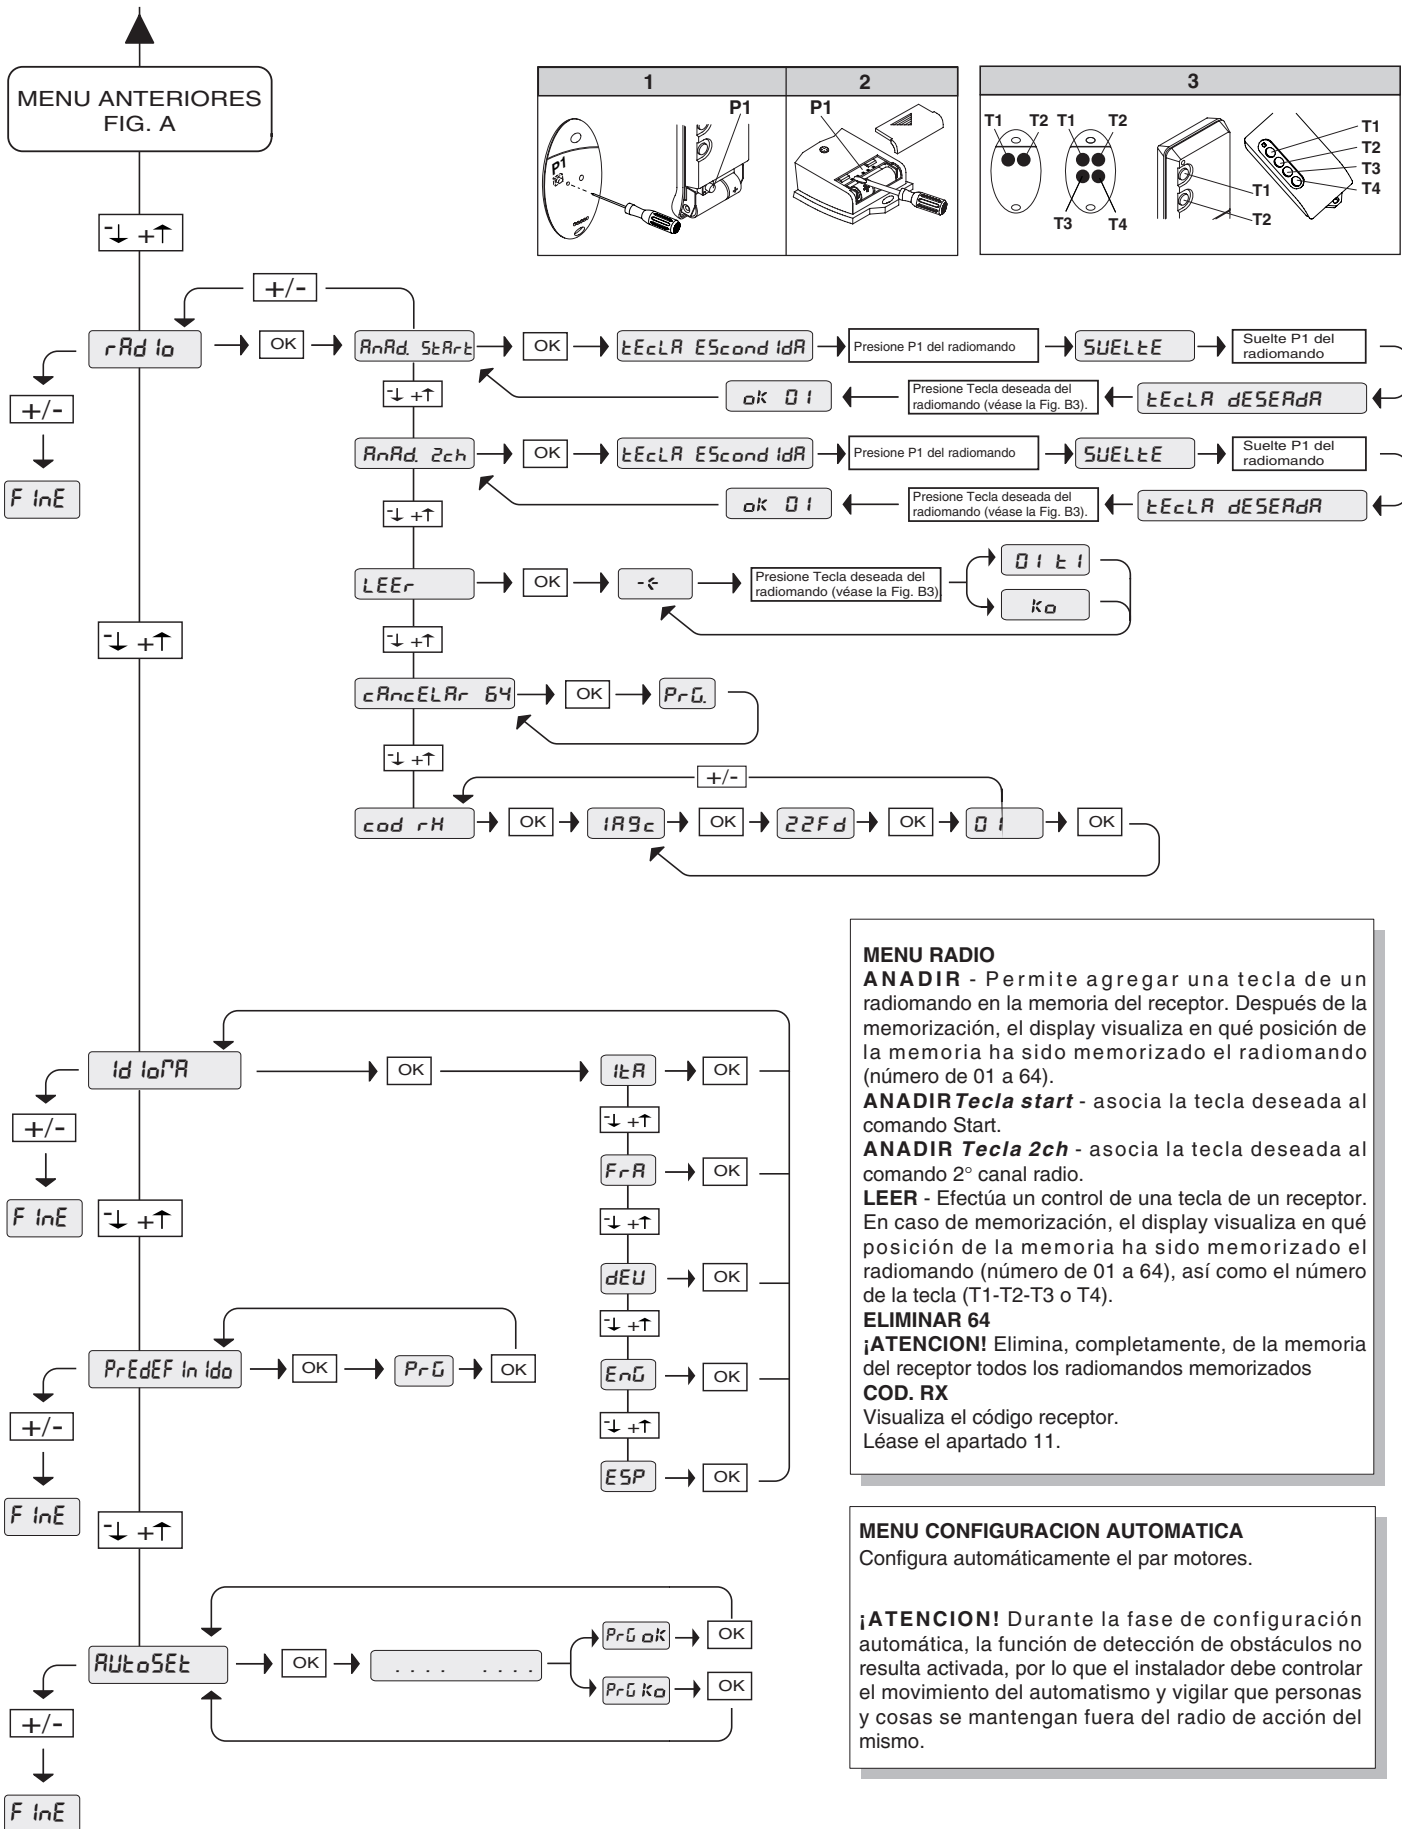 MENU ANTERIORES
FIG. A
1
2
3
P1
P1
P1
T1 T2 T1 T2
T3 T4
T1
T2
T1
T2
T3
T4
-↓ +↑
+/-
rAdIo
OK
AnAd. StArt
OK
tEcLA EScondIdA
Presione P1 del radiomando
SUELtE
Suelte P1 del
radiomando
+/-
-↓ +↑
oK 01
Presione Tecla deseada del
radiomando (véase la Fig. B3).
tEcLA dESEAdA
FInE
AnAd. 2ch
OK
tEcLA EScondIdA
Presione P1 del radiomando
SUELtE
Suelte P1 del
radiomando
-↓ +↑
oK 01
Presione Tecla deseada del
radiomando (véase la Fig. B3).
tEcLA dESEAdA
LEEr
OK
Presione Tecla deseada del
radiomando (véase la Fig. B3)
01 t1
Ko
-↓ +↑
-↓ +↑
cAncELAr 64
OK
PrG.
-↓ +↑
+/-
cod rH
OK
1A9c
OK
22Fd
OK
01
OK
IdIoMA
OK
ItA
OK
+/-
-↓ +↑
FInE
-↓ +↑
FrA
OK
-↓ +↑
dEU
OK
-↓ +↑
EnG
OK
-↓ +↑
ESP
OK
PrEdEFInIdo
OK
PrG
OK
+/-
FInE
-↓ +↑
AUtoSEt
OK
.... ....
PrG oK
OK
PrG Ko
OK
+/-
FInE
MENU RADIO
ANADIR - Permite agregar una tecla de un
radiomando en la memoria del receptor. Después de la
memorización, el display visualiza en qué posición de
la memoria ha sido memorizado el radiomando
(número de 01 a 64).
ANADIR Tecla start - asocia la tecla deseada al
comando Start.
ANADIR Tecla 2ch - asocia la tecla deseada al
comando 2° canal radio.
LEER - Efectúa un control de una tecla de un receptor.
En caso de memorización, el display visualiza en qué
posición de la memoria ha sido memorizado el
radiomando (número de 01 a 64), así como el número
de la tecla (T1-T2-T3 o T4).
ELIMINAR 64
¡ATENCION! Elimina, completamente, de la memoria
del receptor todos los radiomandos memorizados
COD. RX
Visualiza el código receptor.
Léase el apartado 11.
MENU CONFIGURACION AUTOMATICA
Configura automáticamente el par motores.
¡ATENCION! Durante la fase de configuración
automática, la función de detección de obstáculos no
resulta activada, por lo que el instalador debe controlar
el movimiento del automatismo y vigilar que personas
y cosas se mantengan fuera del radio de acción del
mismo.